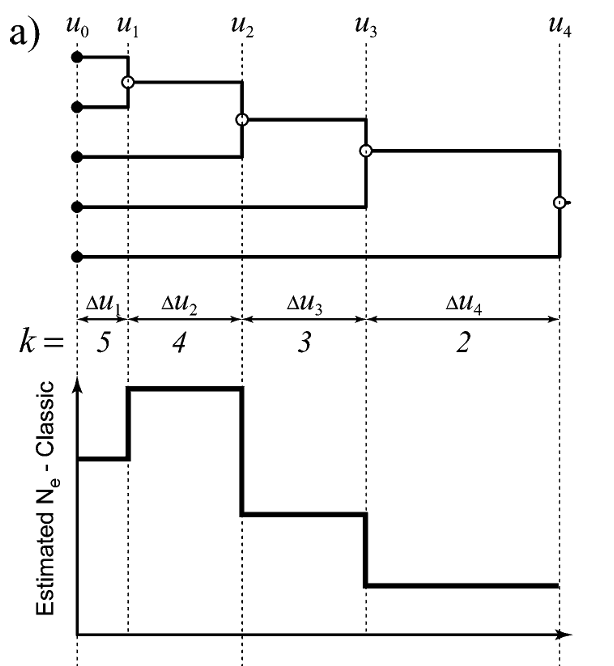 a) u₀ u₁ u₂ u₃ u₄
Δu₁ Δu₂ Δu₃ Δu₄
k = 5 4 3 2
Estimated Nₑ - Classic